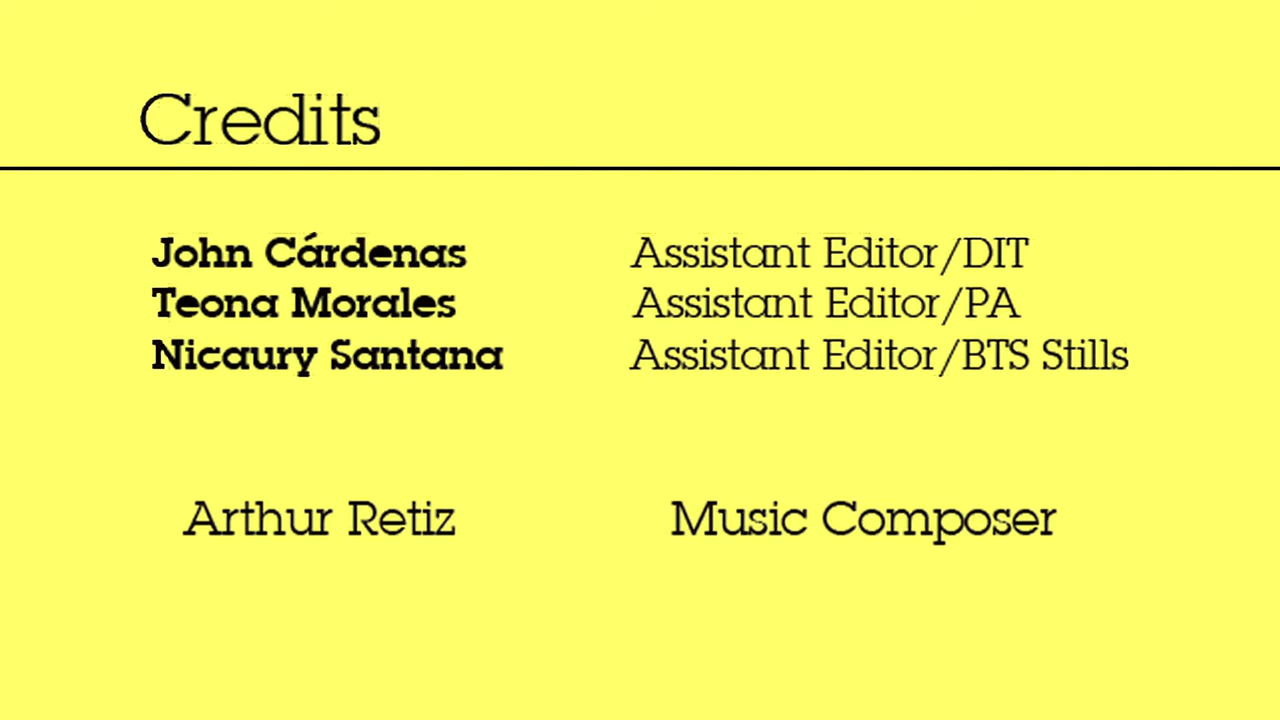 Credits
John Cárdenas Assistant Editor/DIT
Teona Morales Assistant Editor/PA
Nicaury Santana Assistant Editor/BTS Stills
Arthur Retiz Music Composer